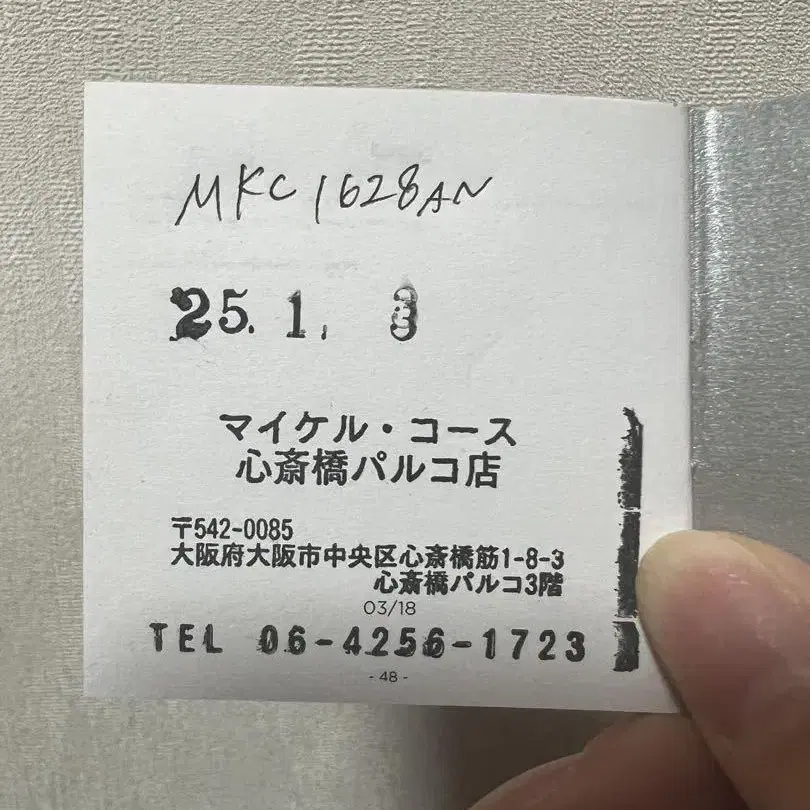 MKC1628AN
25. 1. 3
マイケル・コース
心斎橋パルコ店
〒542-0085
大阪府大阪市中央区心斎橋筋1-8-3
心斎橋パルコ3階
03/18
TEL 06-4256-1723
- 48 -